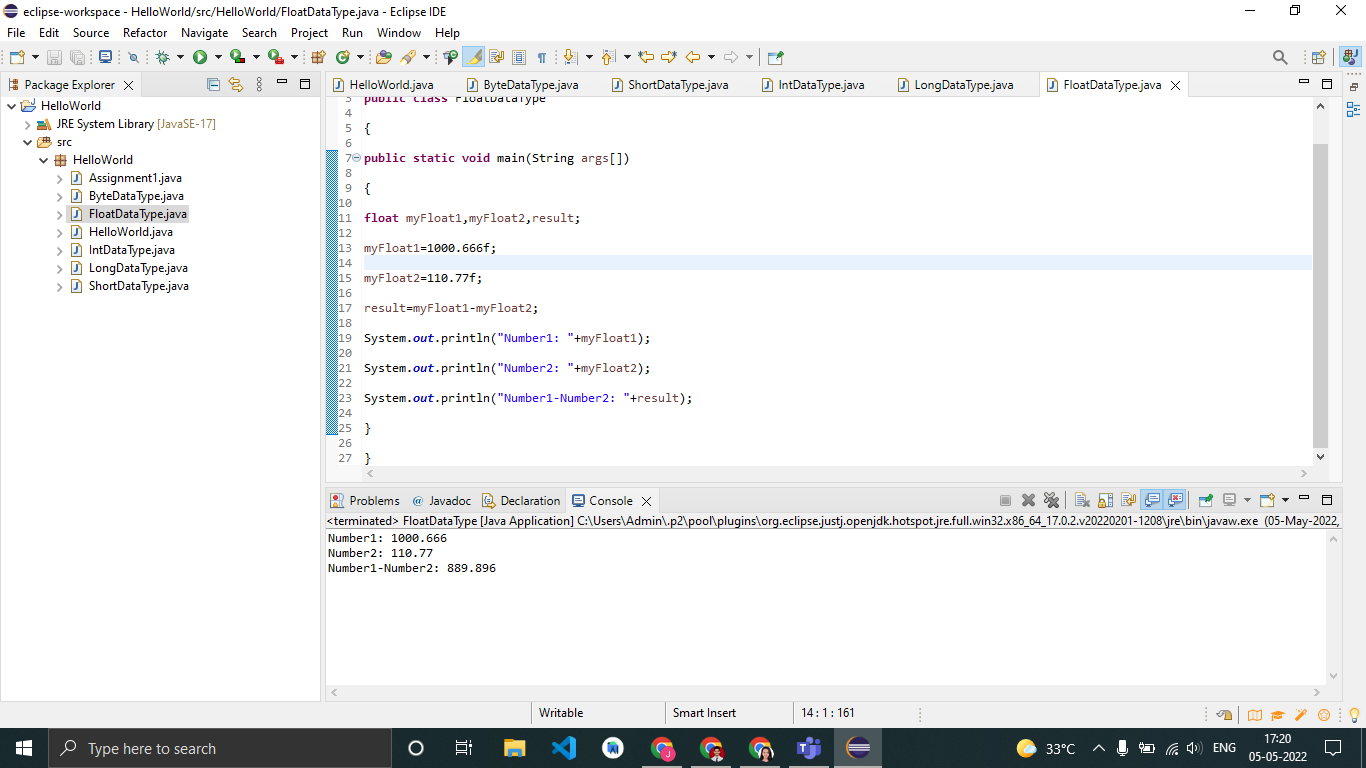 eclipse-workspace - HelloWorld/src/HelloWorld/FloatDataType.java - Eclipse IDE
File Edit Source Refactor Navigate Search Project Run Window Help
Package Explorer
HelloWorld
JRE System Library [JavaSE-17]
src
HelloWorld
Assignment1.java
ByteDataType.java
FloatDataType.java
HelloWorld.java
IntDataType.java
LongDataType.java
ShortDataType.java
HelloWorld.java ByteDataType.java ShortDataType.java IntDataType.java LongDataType.java FloatDataType.java
3 public class FloatDataType
4
5 {
6
7 public static void main(String args[])
8
9 {
10
11 float myFloat1,myFloat2,result;
12
13 myFloat1=1000.666f;
14
15 myFloat2=110.77f;
16
17 result=myFloat1-myFloat2;
18
19 System.out.println("Number1: "+myFloat1);
20
21 System.out.println("Number2: "+myFloat2);
22
23 System.out.println("Number1-Number2: "+result);
24
25 }
26
27 }
Problems @ Javadoc Declaration Console
<terminated> FloatDataType [Java Application] C:\Users\Admin\.p2\pool\plugins\org.eclipse.justj.openjdk.hotspot.jre.full.win32.x86_64_17.0.2.v20220201-1208\jre\bin\javaw.exe (05-May-2022,
Number1: 1000.666
Number2: 110.77
Number1-Number2: 889.896
Writable Smart Insert 14 : 1 : 161
Type here to search
33°C ENG 17:20
05-05-2022